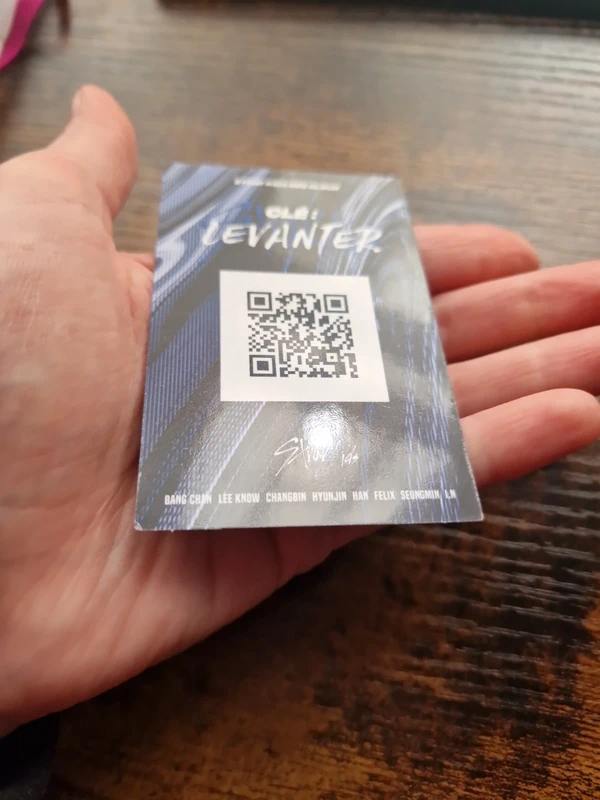 CLÉ :
LEVANTER
BANG CHAN LEE KNOW CHANGBIN HYUNJIN HAN FELIX SEUNGMIN I.N